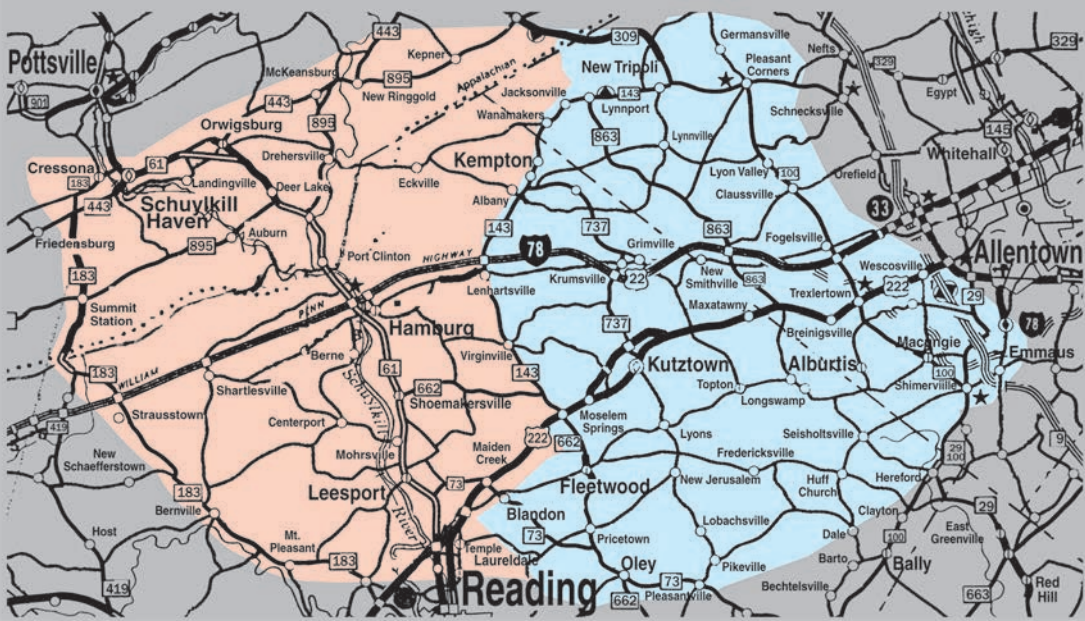 443
309
Germansville
Nefts
329
high
Pottsville
Kepner
Appalachian
New Tripoli
Pleasant
Corners
329
McKeansburg
895
Jacksonville
143
Egypt
901
443
New Ringgold
Lynnport
Schnecksville
Wanamakers
Orwigsburg
895
863
Lynnville
145
Cressona
61
Drehersville
Kempton
Lyon Valley
100
Orefield
Whitehall
183
Landingville
Deer Lake
Eckville
Claussville
443
Schuylkill
Haven
Albany
33
895
Auburn
143
737
863
Friedensburg
Port Clinton
HIGHWAY
78
Grimville
Fogelsville
Allentown
183
Krumsville
22
New
Smithville
863
Wescosville
222
Summit
Station
PENN
Lenhartsville
Maxatawny
Trexlertown
29
Hamburg
737
Breinigsville
78
Berne
61
Virginville
Kutztown
Alburtis
Macungie
Emmaus
183
WILLIAM
Shartlesville
Schuylkill
662
143
Topton
100
Shimerville
Strausstown
Shoemakersville
Longswamp
419
Centerport
Moselem
Springs
222
662
Lyons
Seisholtsville
9
New
Schaefferstown
Mohrsville
Maiden
Creek
Fredericksville
29
100
183
Leesport
73
Fleetwood
New Jerusalem
Huff
Church
Hereford
Bernville
River
Blandon
Clayton
29
Host
Mt.
Pleasant
73
Pricetown
Lobachsville
Dale
100
East
Greenville
183
Temple
Laureldale
Oley
Pikeville
Barto
Bally
419
Reading
73
Bechtelsville
Red
Hill
662
Pleasantville
663